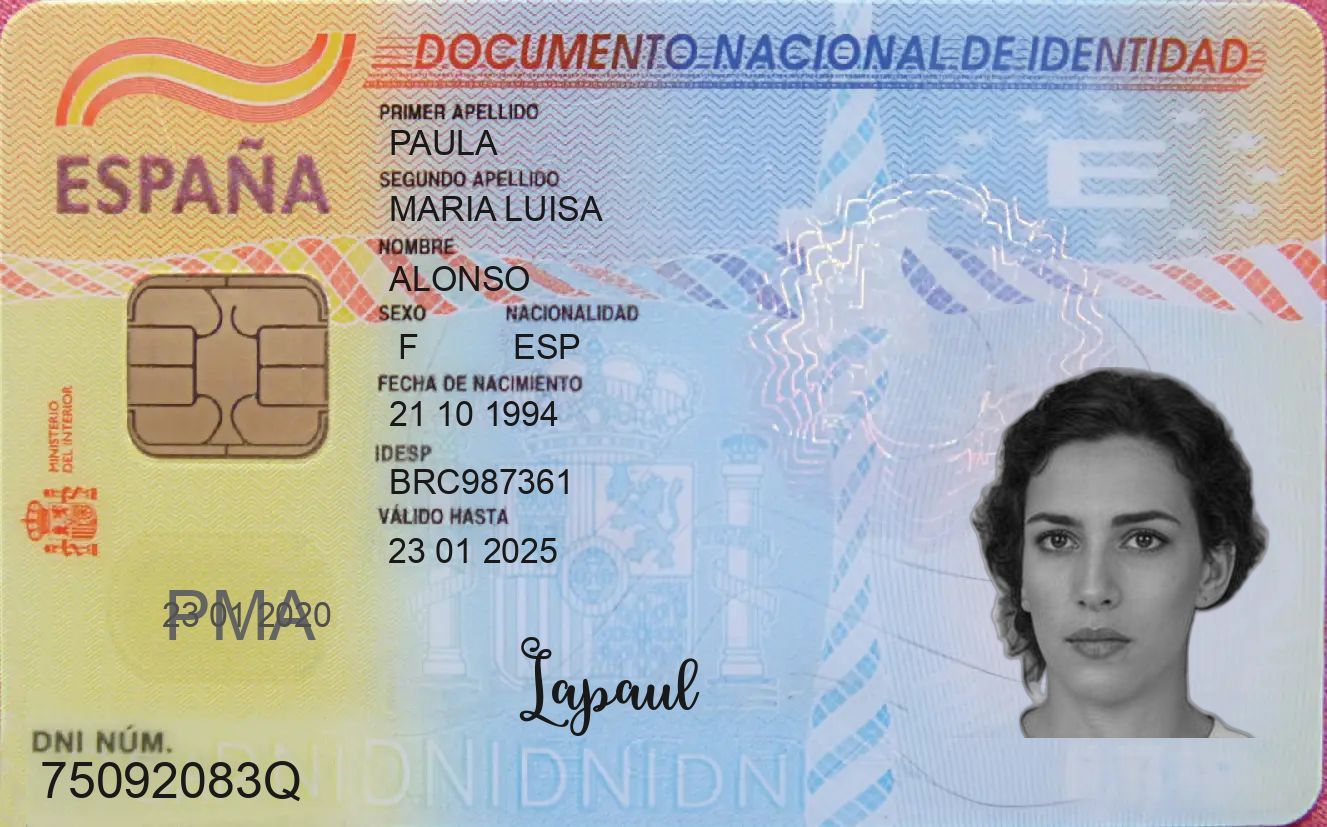 DOCUMENTO NACIONAL DE IDENTIDAD
ESPAÑA
PRIMER APELLIDO
PAULA
SEGUNDO APELLIDO
MARIA LUISA
NOMBRE
ALONSO
SEXO NACIONALIDAD
F ESP
FECHA DE NACIMIENTO
21 10 1994
IDESP
BRC987361
VÁLIDO HASTA
23 01 2025
MINISTERIO
DEL INTERIOR
E
PMA
23 01 2020
Lapaul
DNI NÚM.
75092083Q
DNIDNIDNIDNI